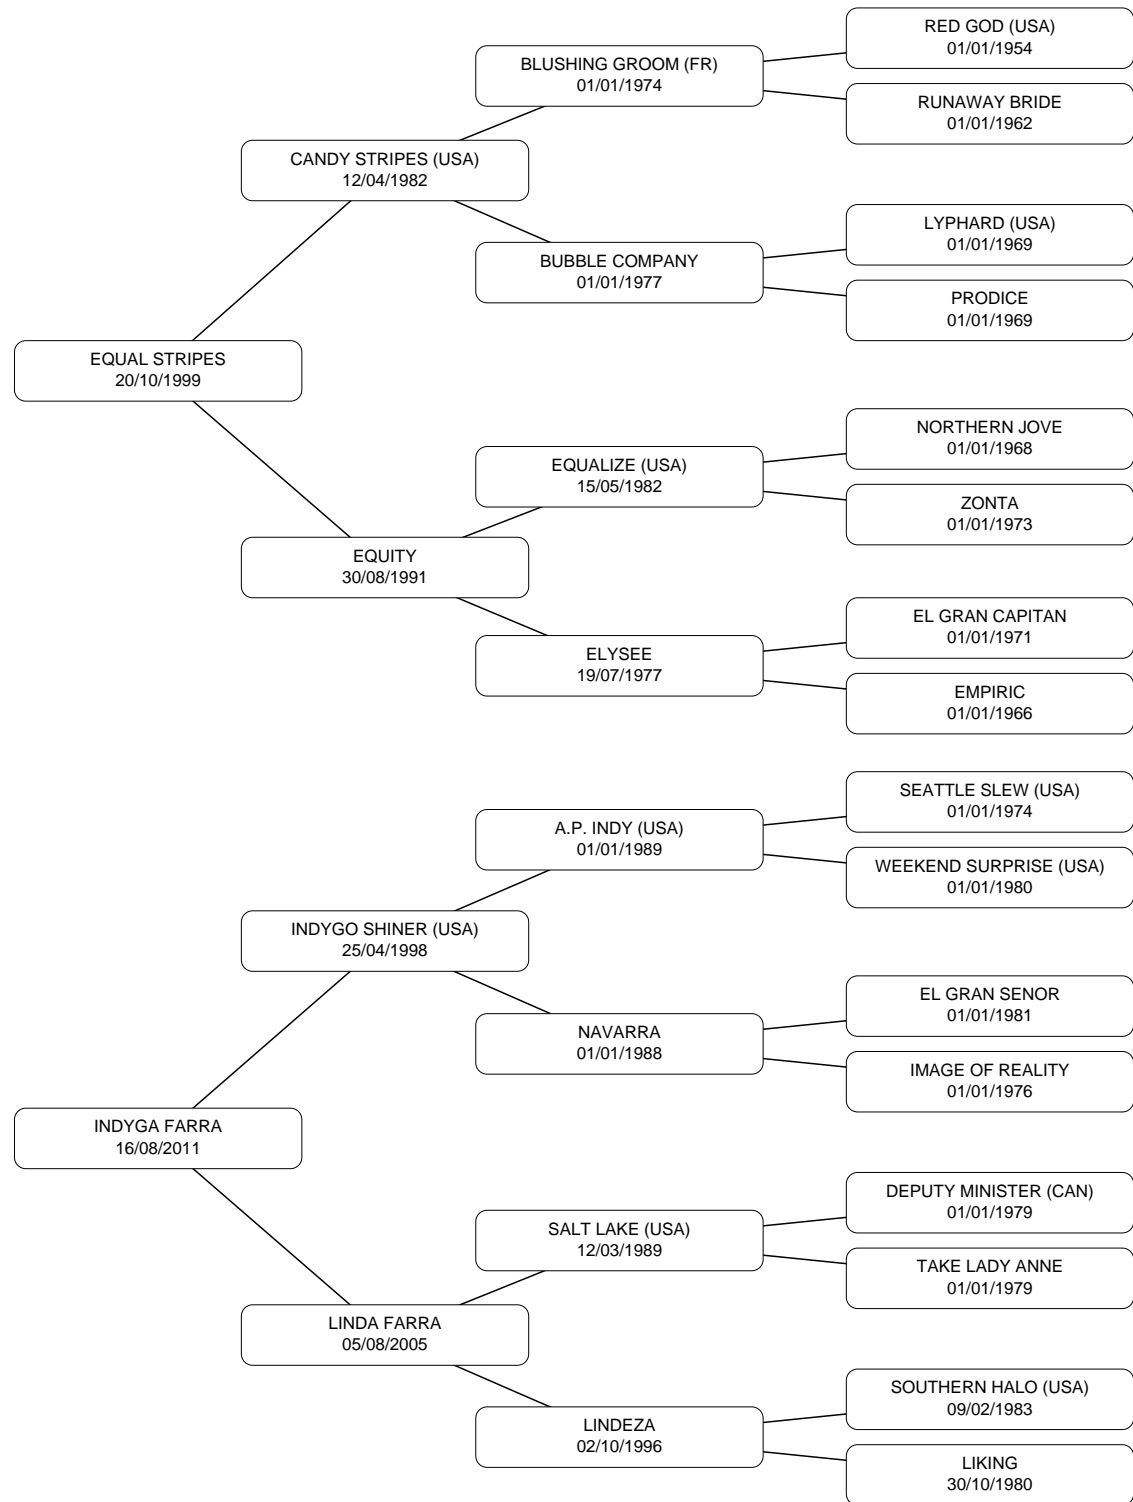 RED GOD (USA)
01/01/1954
BLUSHING GROOM (FR)
01/01/1974
RUNAWAY BRIDE
01/01/1962
CANDY STRIPES (USA)
12/04/1982
LYPHARD (USA)
01/01/1969
BUBBLE COMPANY
01/01/1977
PRODICE
01/01/1969
EQUAL STRIPES
20/10/1999
NORTHERN JOVE
01/01/1968
EQUALIZE (USA)
15/05/1982
ZONTA
01/01/1973
EQUITY
30/08/1991
EL GRAN CAPITAN
01/01/1971
ELYSEE
19/07/1977
EMPIRIC
01/01/1966
SEATTLE SLEW (USA)
01/01/1974
A.P. INDY (USA)
01/01/1989
WEEKEND SURPRISE (USA)
01/01/1980
INDYGO SHINER (USA)
25/04/1998
EL GRAN SENOR
01/01/1981
NAVARRA
01/01/1988
IMAGE OF REALITY
01/01/1976
INDYGA FARRA
16/08/2011
DEPUTY MINISTER (CAN)
01/01/1979
SALT LAKE (USA)
12/03/1989
TAKE LADY ANNE
01/01/1979
LINDA FARRA
05/08/2005
SOUTHERN HALO (USA)
09/02/1983
LINDEZA
02/10/1996
LIKING
30/10/1980